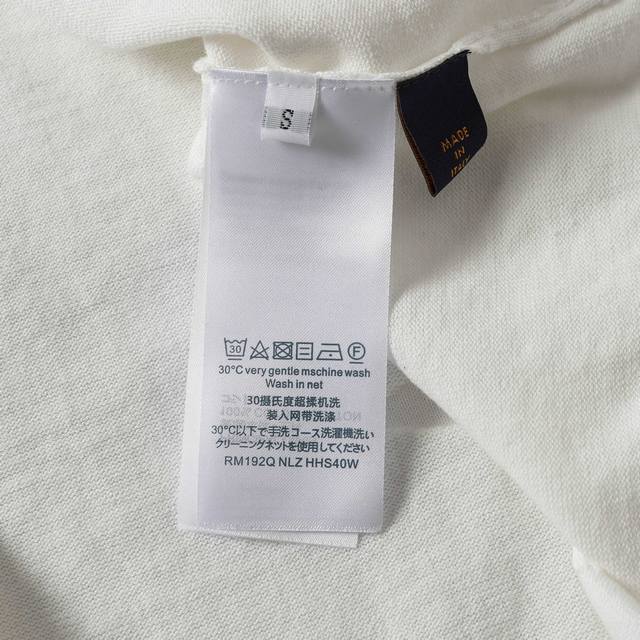 S
MADE
IN
ITALY
30
F
30°C very gentle mschine wash
Wash in net
30摄氏度超揉机洗
装入网带洗涤
30°C以下で手洗コース洗濯機洗い
クリーニングネットを使用してください
RM192Q NLZ HHS40W